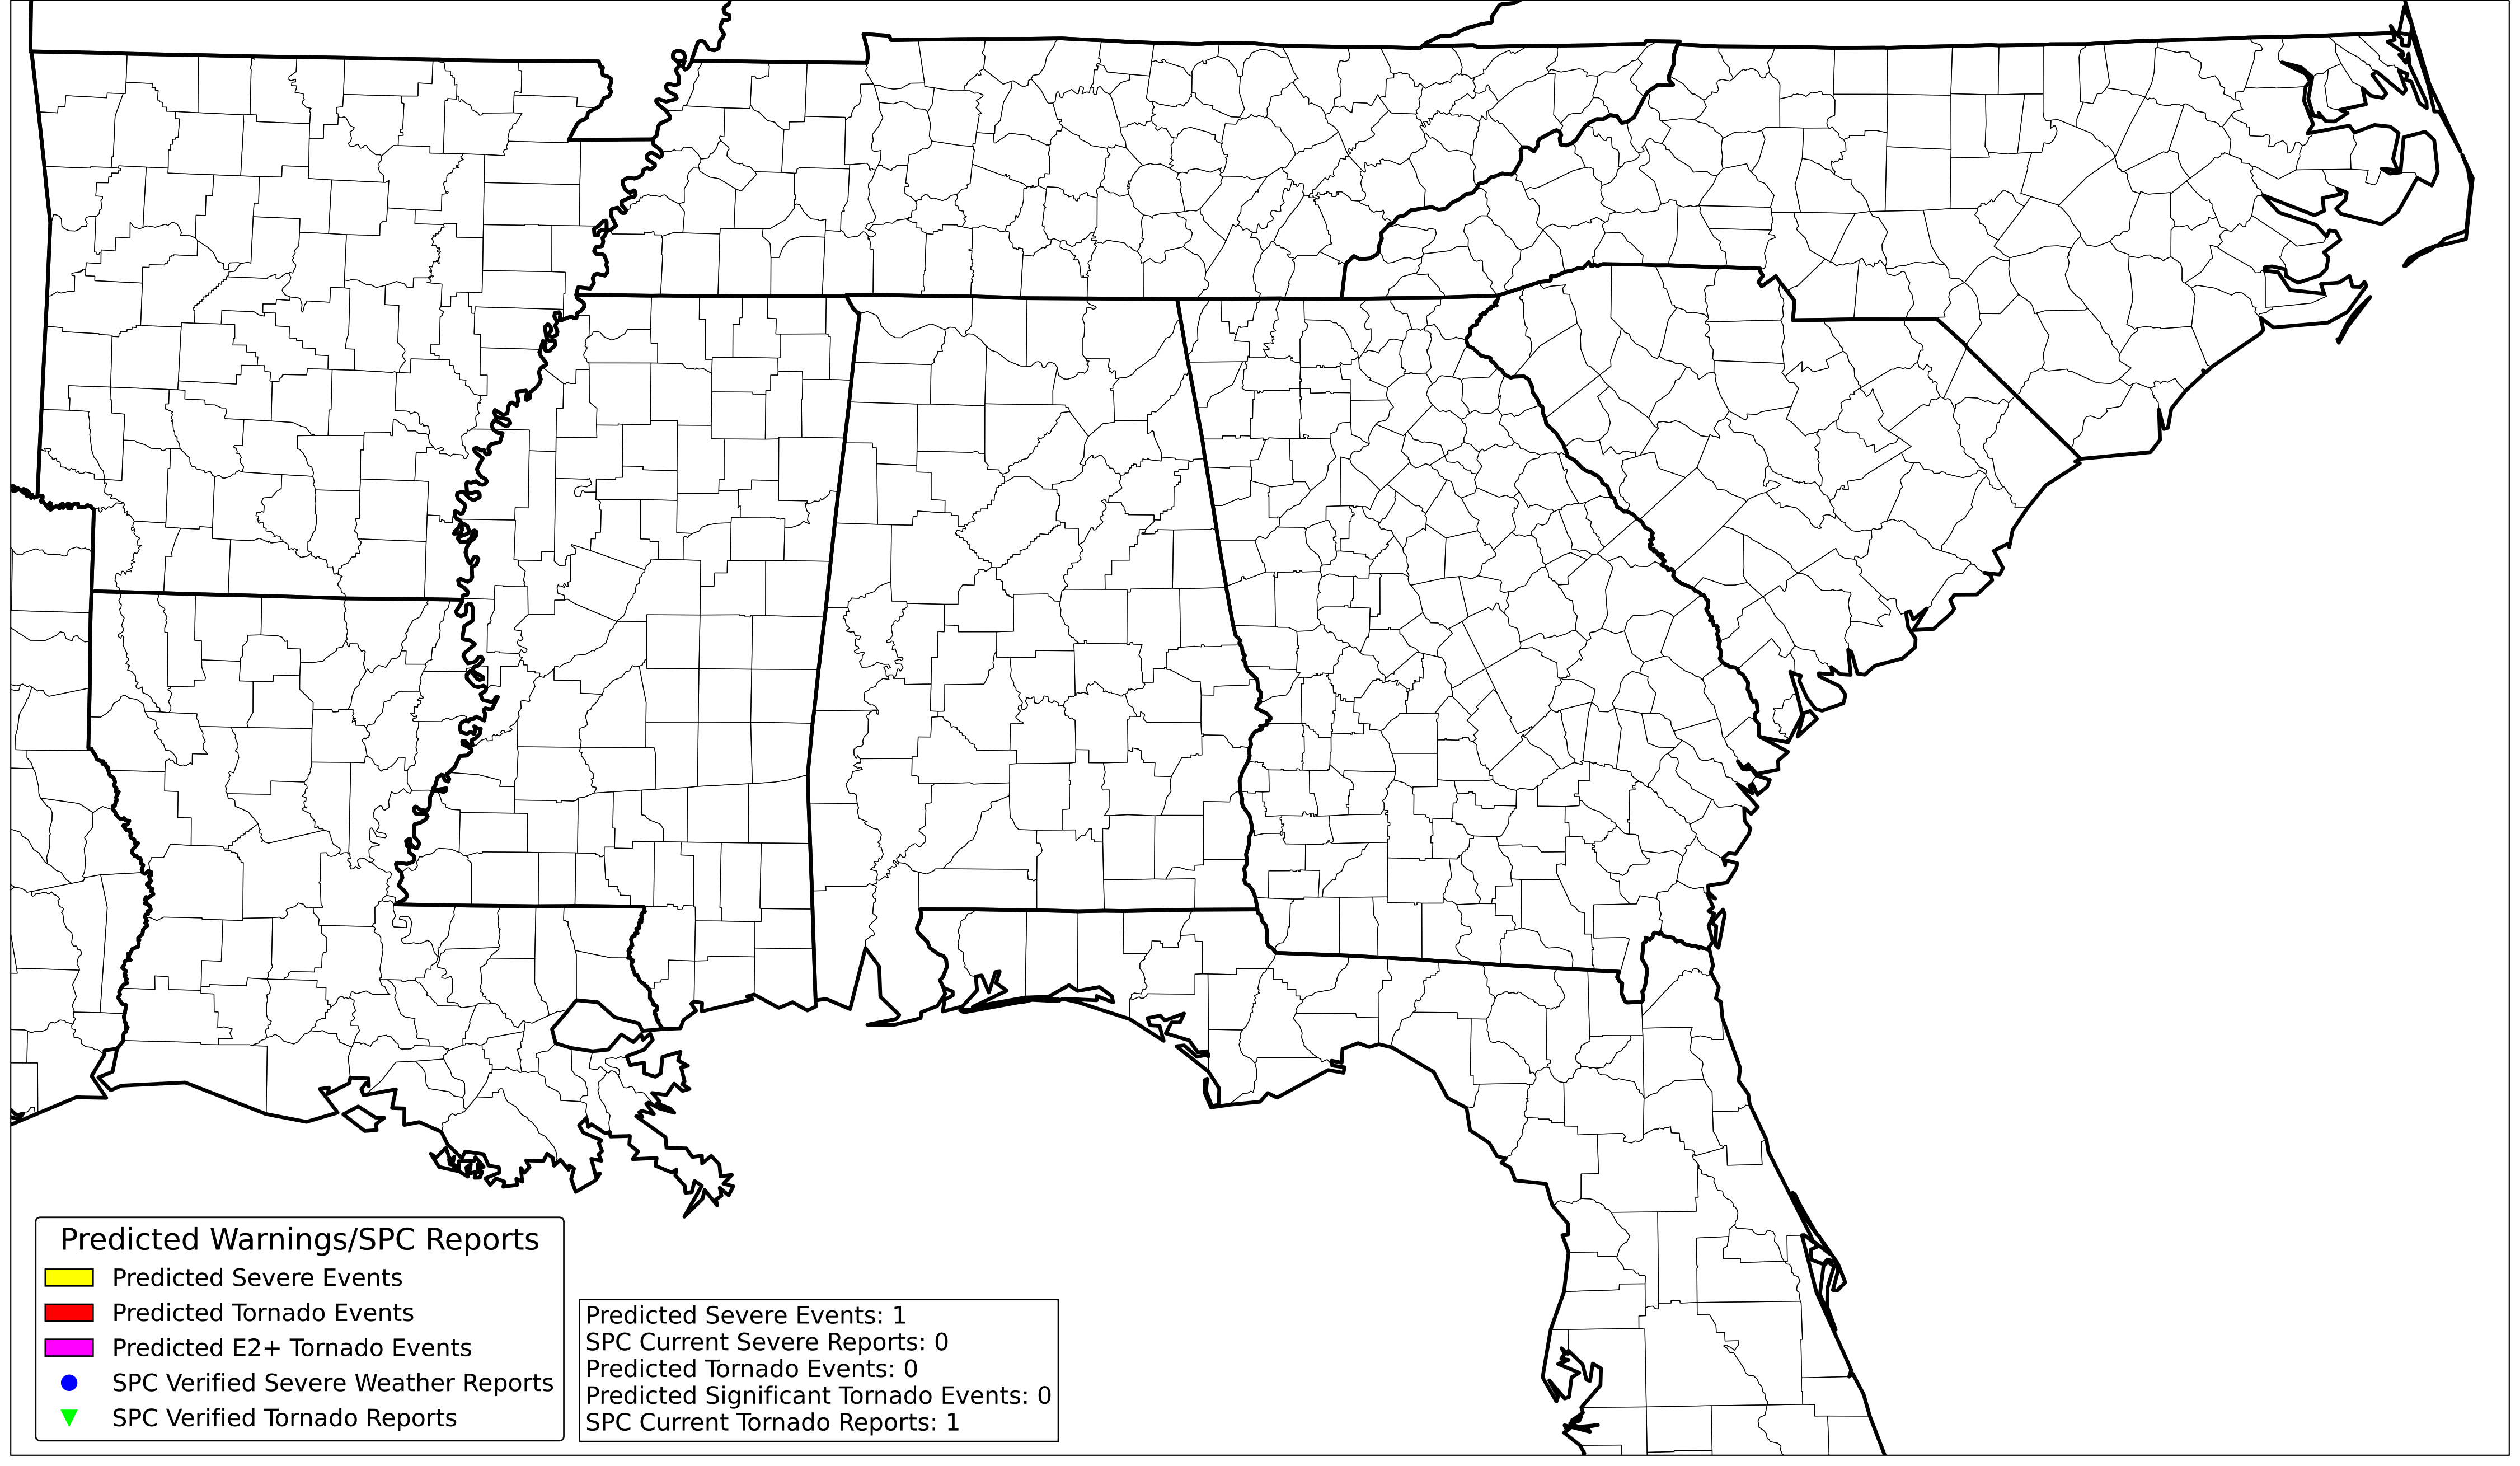 Predicted Warnings/SPC Reports
Predicted Severe Events
Predicted Tornado Events
Predicted E2+ Tornado Events
SPC Verified Severe Weather Reports
SPC Verified Tornado Reports
Predicted Severe Events: 1
SPC Current Severe Reports: 0
Predicted Tornado Events: 0
Predicted Significant Tornado Events: 0
SPC Current Tornado Reports: 1